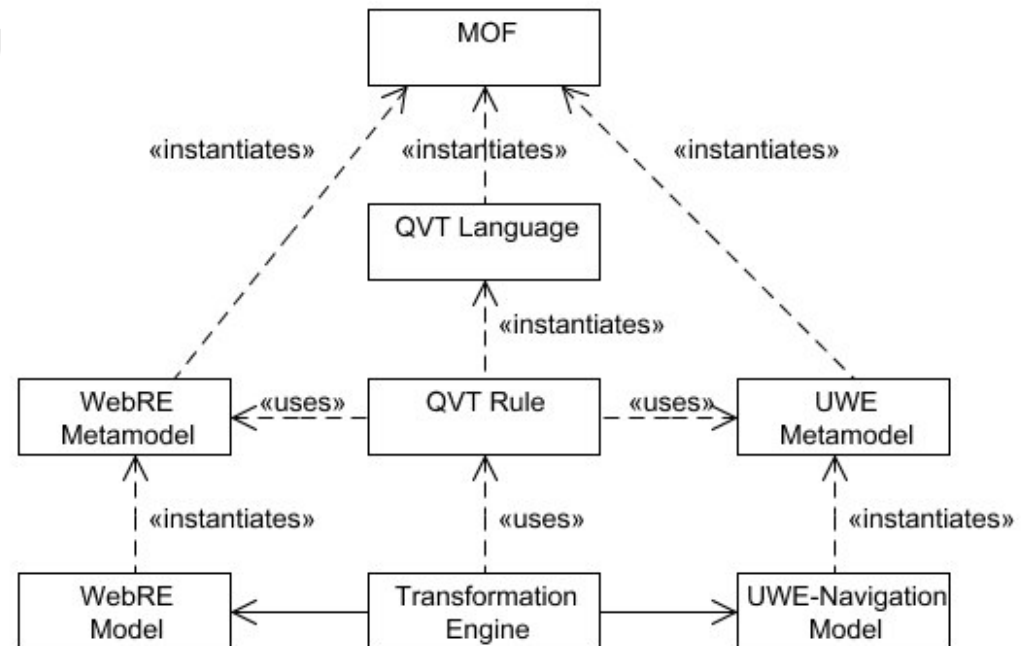 MOF
«instantiates» «instantiates» «instantiates»
QVT Language
«instantiates»
WebRE
Metamodel
«uses»
QVT Rule
«uses»
UWE
Metamodel
«instantiates» «uses» «instantiates»
WebRE
Model
Transformation
Engine
UWE-Navigation
Model